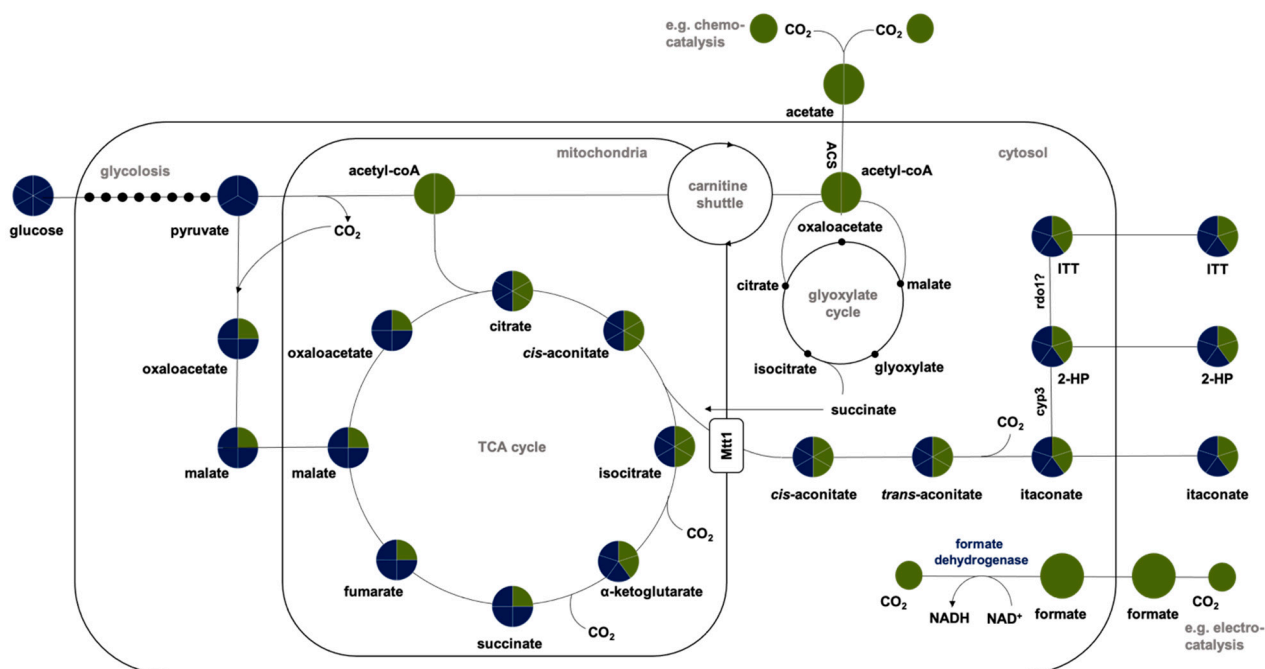 e.g. chemo-
catalysis
CO2
CO2
acetate
ACS
glycolosis
mitochondria
cytosol
acetyl-coA
carnitine
shuttle
acetyl-coA
glucose
pyruvate
CO2
oxaloacetate
ITT
ITT
rdo1?
citrate
malate
glyoxylate
cycle
citrate
oxaloacetate
cis-aconitate
oxaloacetate
isocitrate
glyoxylate
2-HP
2-HP
cyp3
succinate
CO2
Mtt1
TCA cycle
malate
malate
isocitrate
cis-aconitate
trans-aconitate
itaconate
itaconate
CO2
formate
dehydrogenase
fumarate
α-ketoglutarate
CO2
NADH
NAD+
formate
formate
CO2
succinate
CO2
e.g. electro-
catalysis